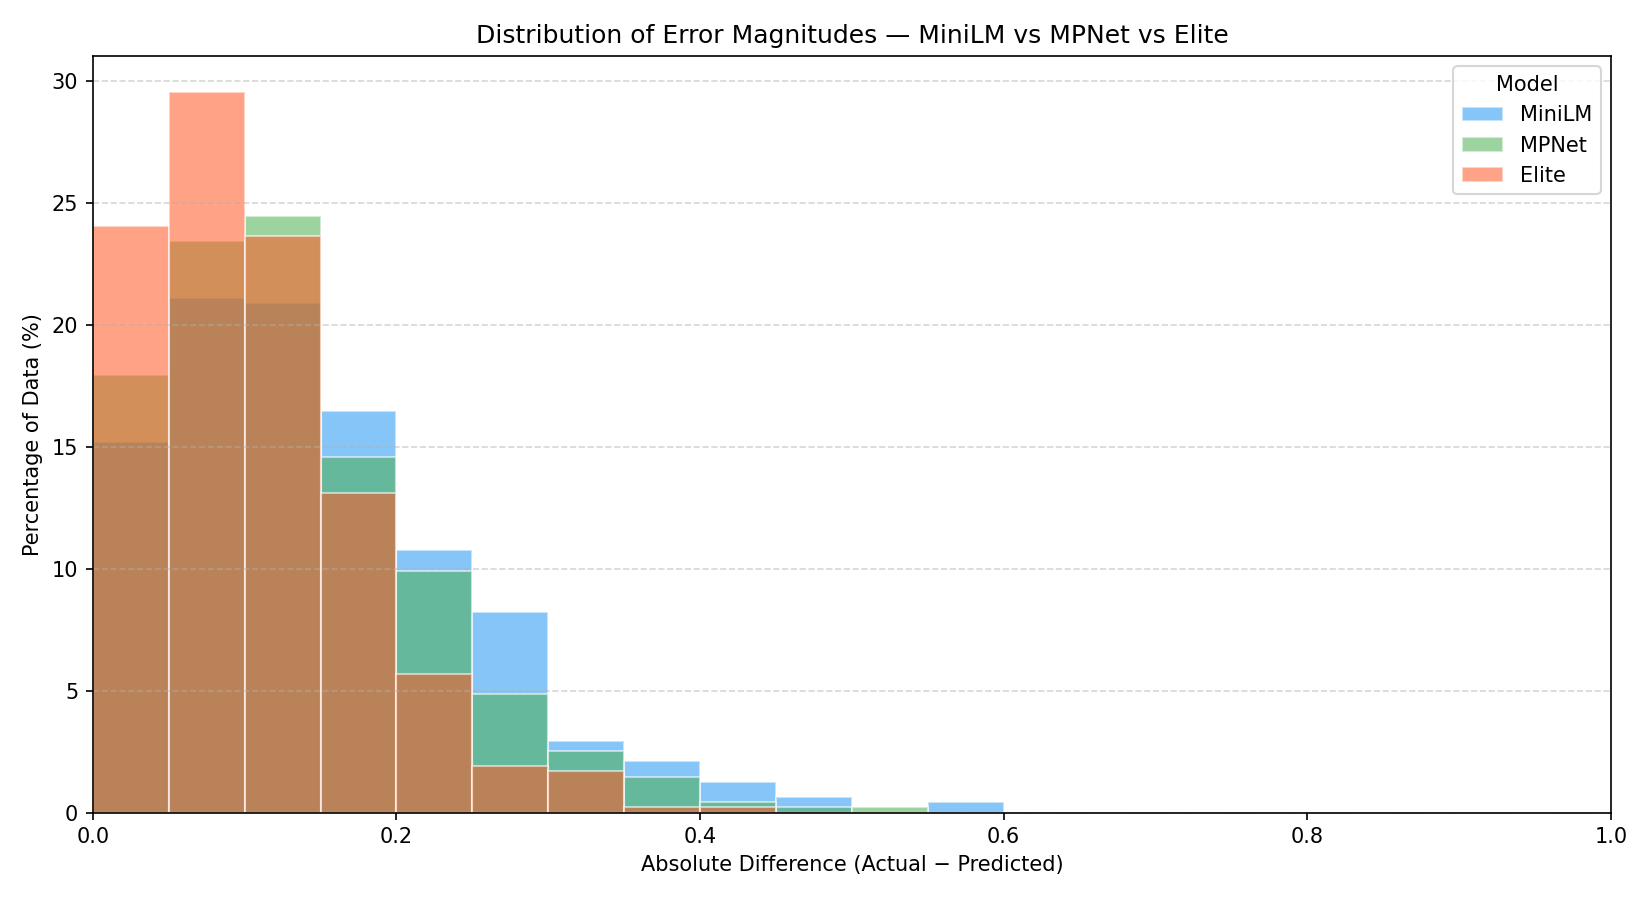 Distribution of Error Magnitudes — MiniLM vs MPNet vs Elite
Model
MiniLM
MPNet
Elite
Percentage of Data (%)
30
25
20
15
10
5
0
0.0 0.2 0.4 0.6 0.8 1.0
Absolute Difference (Actual − Predicted)